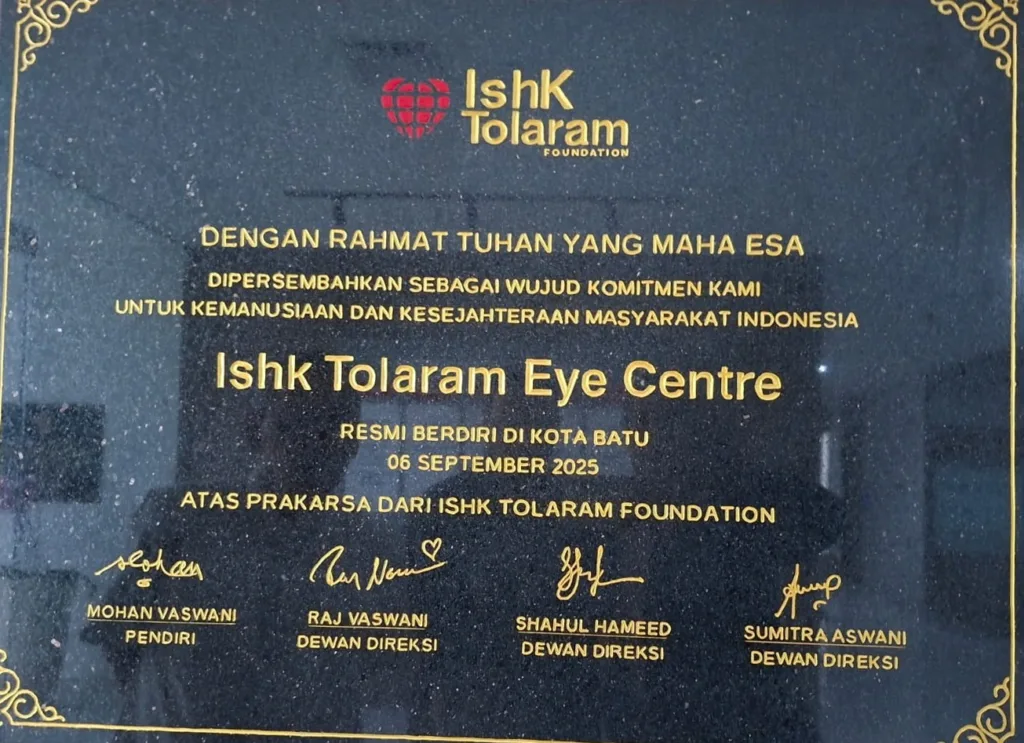 IshK
Tolaram
FOUNDATION
DENGAN RAHMAT TUHAN YANG MAHA ESA
DIPERSEMBAHKAN SEBAGAI WUJUD KOMITMEN KAMI
UNTUK KEMANUSIAAN DAN KESEJAHTERAAN MASYARAKAT INDONESIA
Ishk Tolaram Eye Centre
RESMI BERDIRI DI KOTA BATU
06 SEPTEMBER 2025
ATAS PRAKARSA DARI ISHK TOLARAM FOUNDATION
MOHAN VASWANI
PENDIRI
RAJ VASWANI
DEWAN DIREKSI
SHAHUL HAMEED
DEWAN DIREKSI
SUMITRA ASWANI
DEWAN DIREKSI